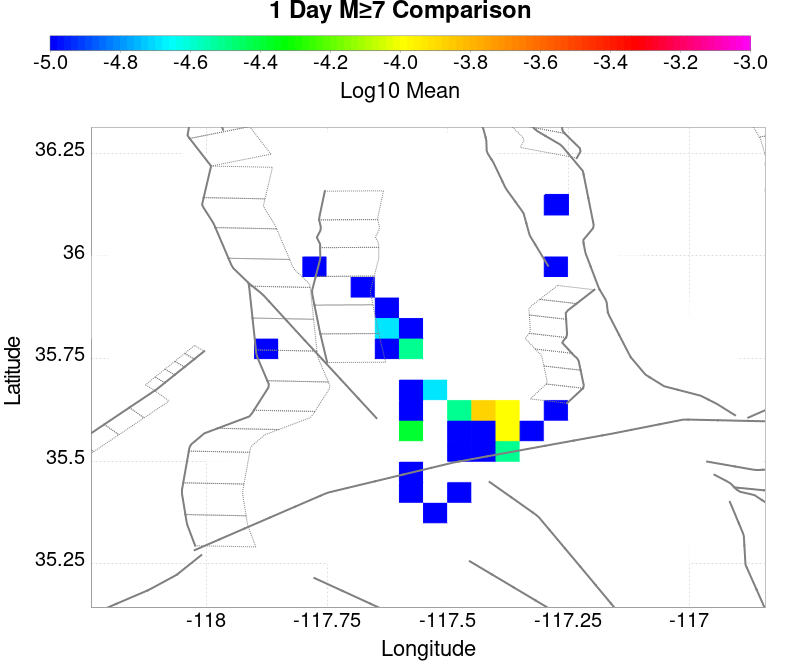 1 Day M≥7 Comparison
-5.0 -4.8 -4.6 -4.4 -4.2 -4.0 -3.8 -3.6 -3.4 -3.2 -3.0
Log10 Mean
36.25
36
35.75
35.5
35.25
Latitude
-118 -117.75 -117.5 -117.25 -117
Longitude